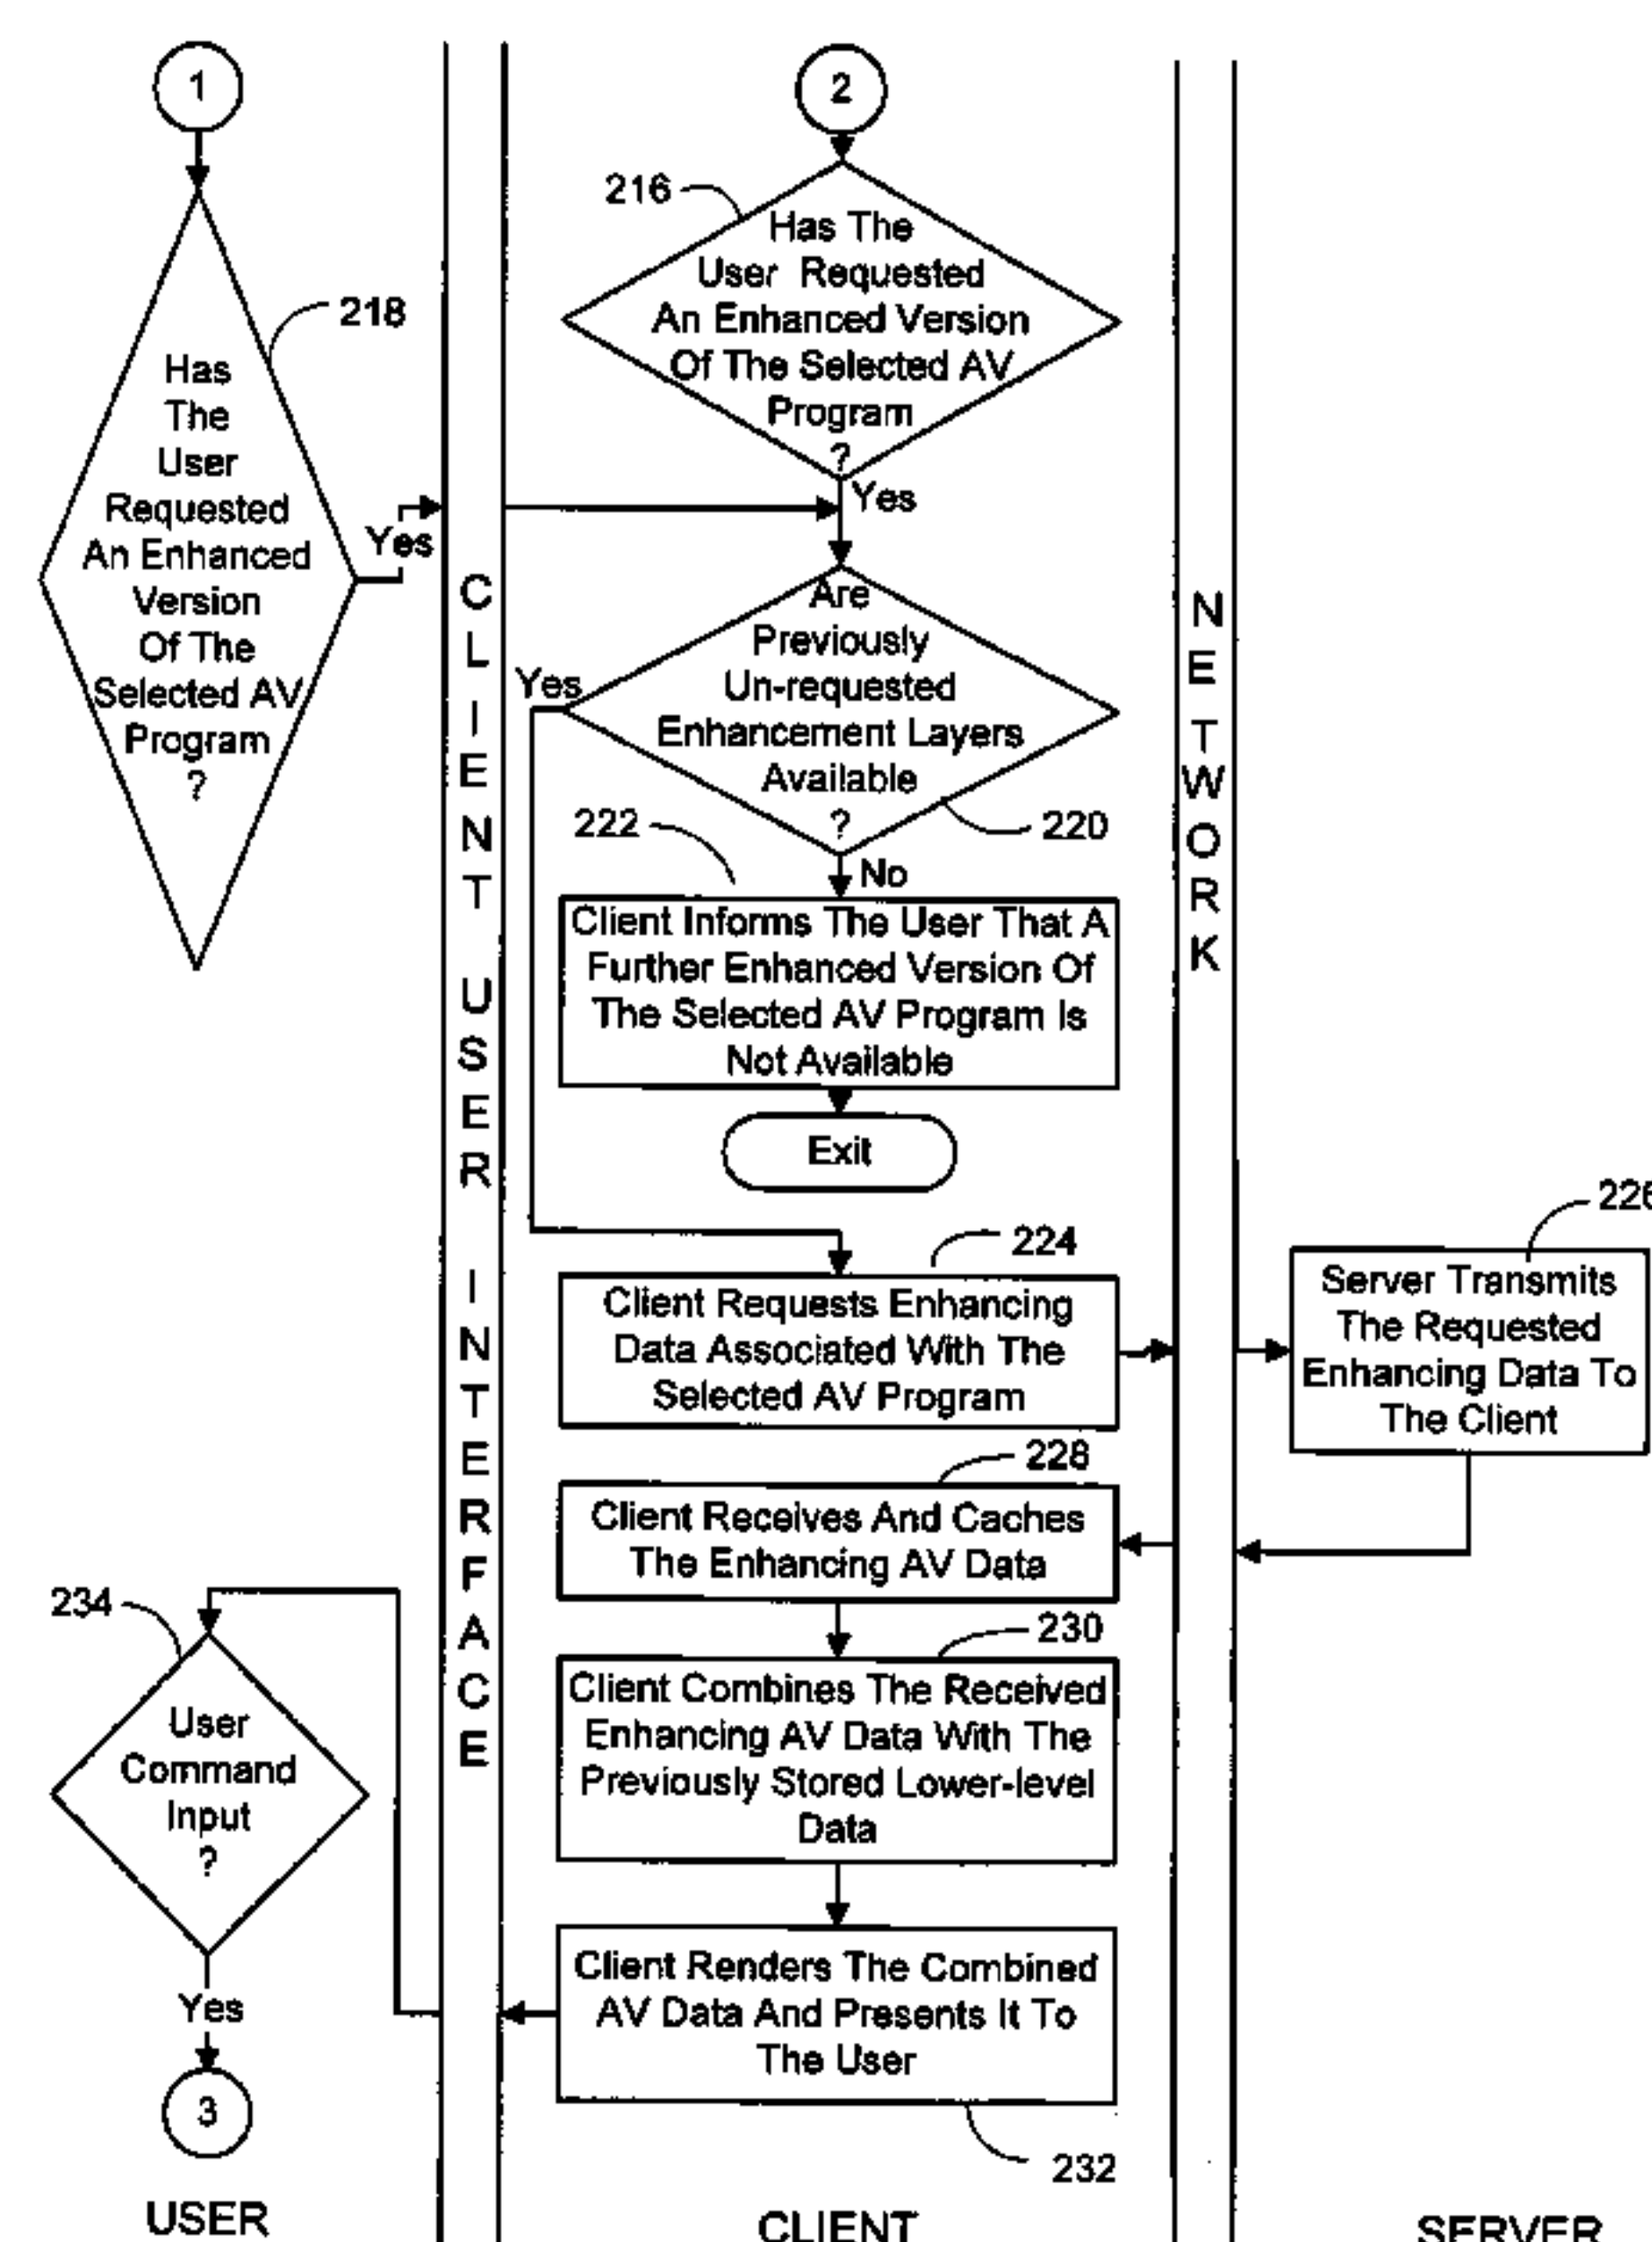 1
2
216
Has The
User Requested
An Enhanced Version
Of The Selected AV
Program
?
Yes
218
Has
The
User
Requested
An Enhanced
Version
Of The
Selected AV
Program
?
Yes
CLIENT USER INTERFACE
NETWORK
Are
Previously
Un-requested
Enhancement Layers
Available
?
Yes
220
No
222
Client Informs The User That A
Further Enhanced Version Of
The Selected AV Program Is
Not Available
Exit
224
Client Requests Enhancing
Data Associated With The
Selected AV Program
226
Server Transmits
The Requested
Enhancing Data To
The Client
228
Client Receives And Caches
The Enhancing AV Data
230
Client Combines The Received
Enhancing AV Data With The
Previously Stored Lower-level
Data
234
User
Command
Input
?
Yes
3
Client Renders The Combined
AV Data And Presents It To
The User
232
USER
CLIENT
SERVER